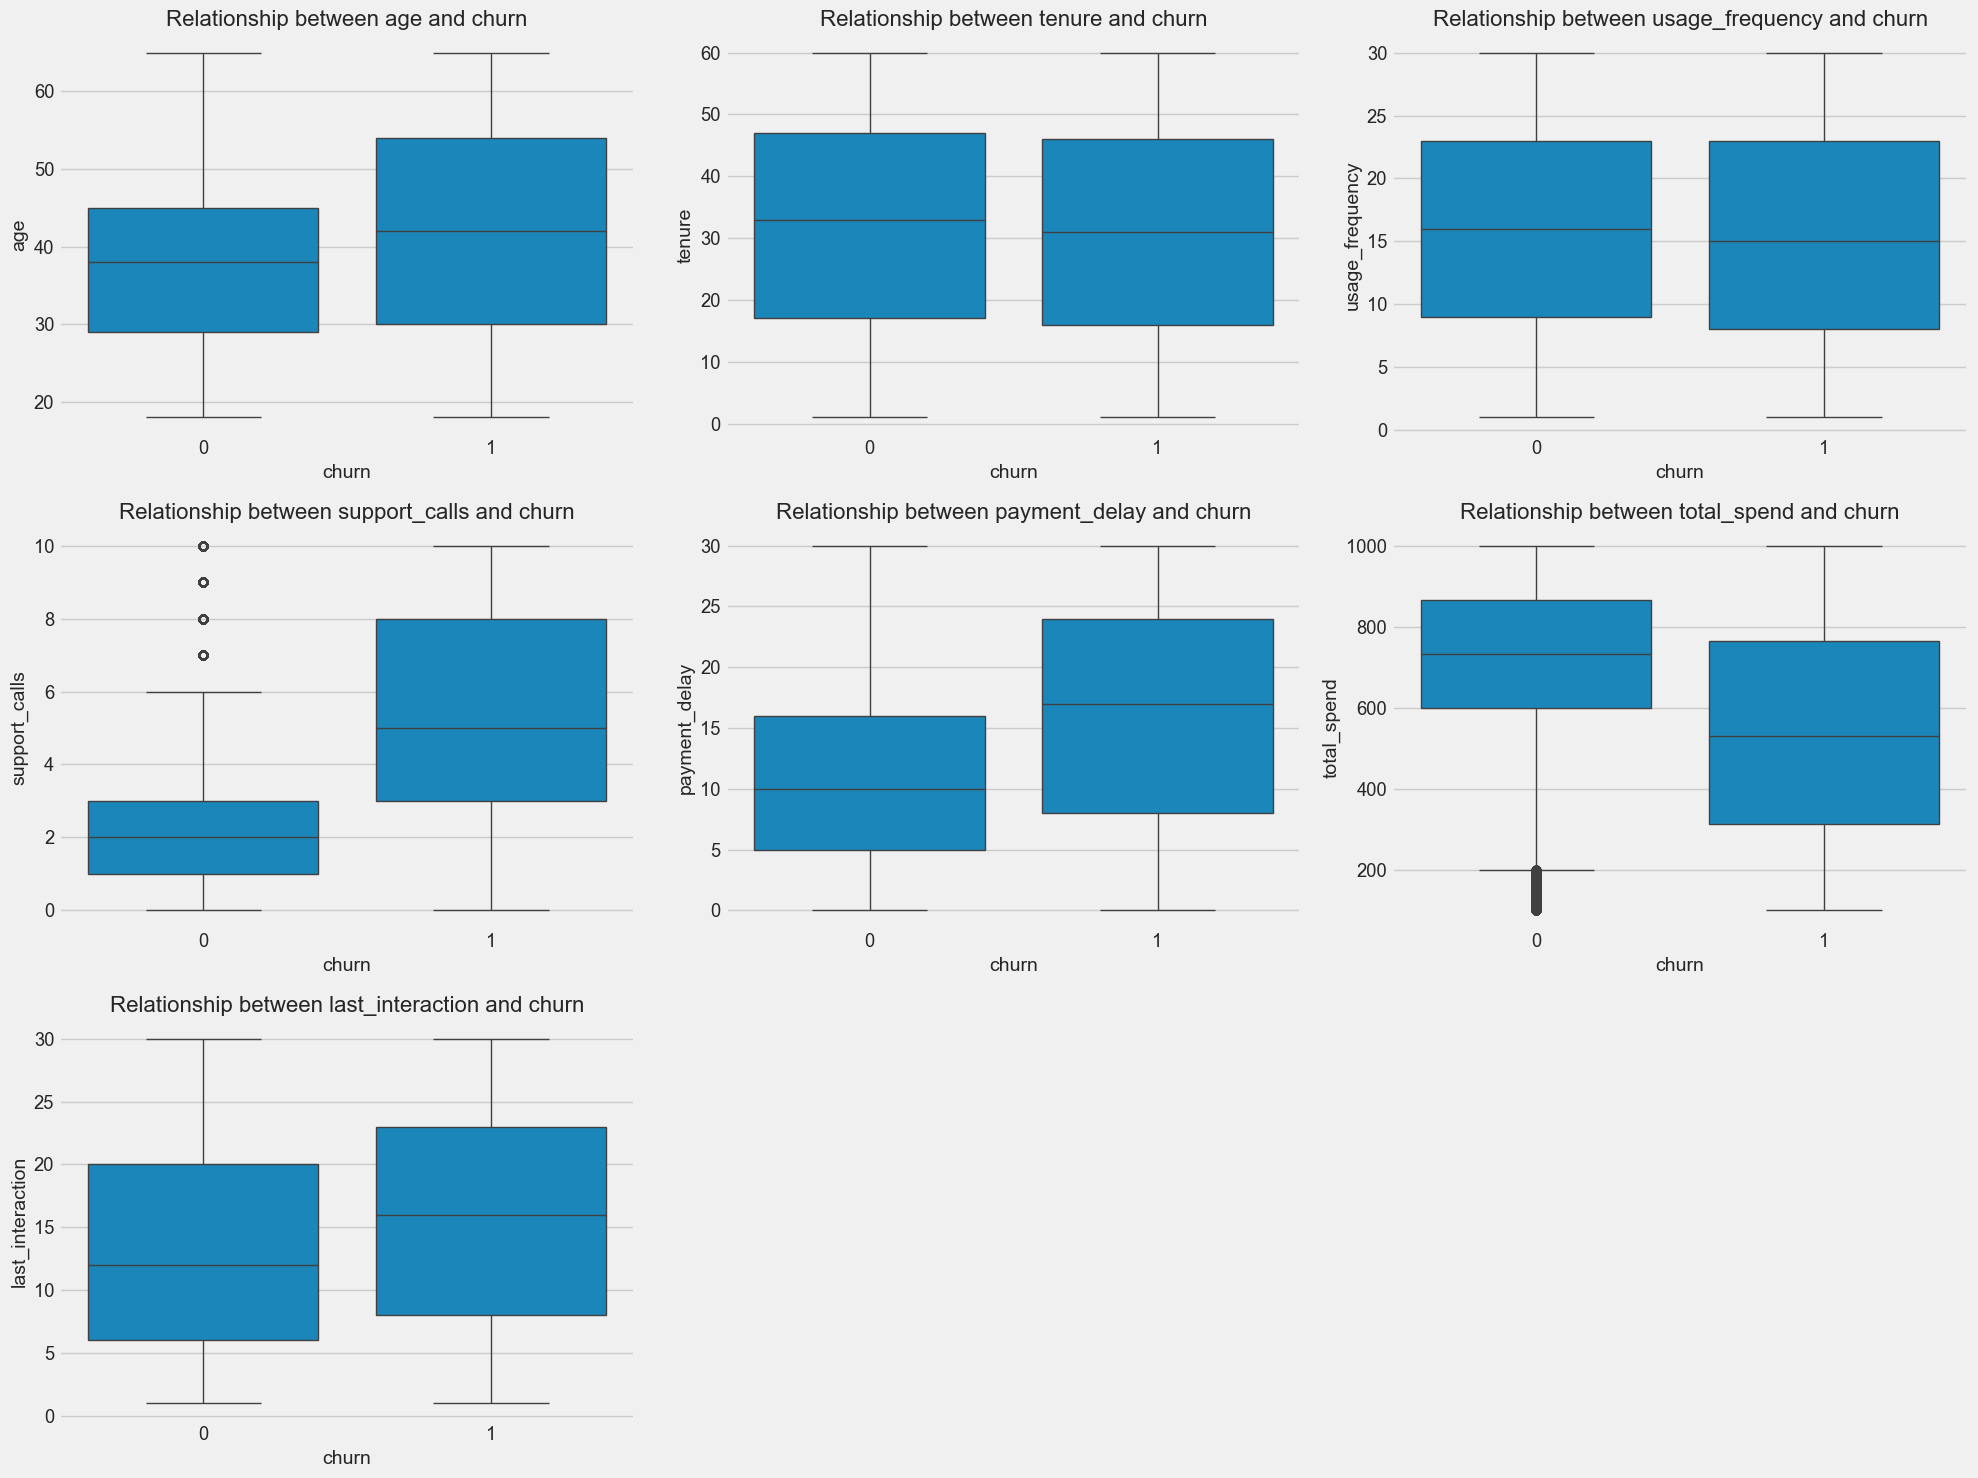 Relationship between age and churn
age
60
50
40
30
20
0
1
churn
Relationship between tenure and churn
tenure
60
50
40
30
20
10
0
0
1
churn
Relationship between usage_frequency and churn
usage_frequency
30
25
20
15
10
5
0
0
1
churn
Relationship between support_calls and churn
support_calls
10
8
6
4
2
0
0
1
churn
Relationship between payment_delay and churn
payment_delay
30
25
20
15
10
5
0
0
1
churn
Relationship between total_spend and churn
total_spend
1000
800
600
400
200
0
1
churn
Relationship between last_interaction and churn
last_interaction
30
25
20
15
10
5
0
0
1
churn